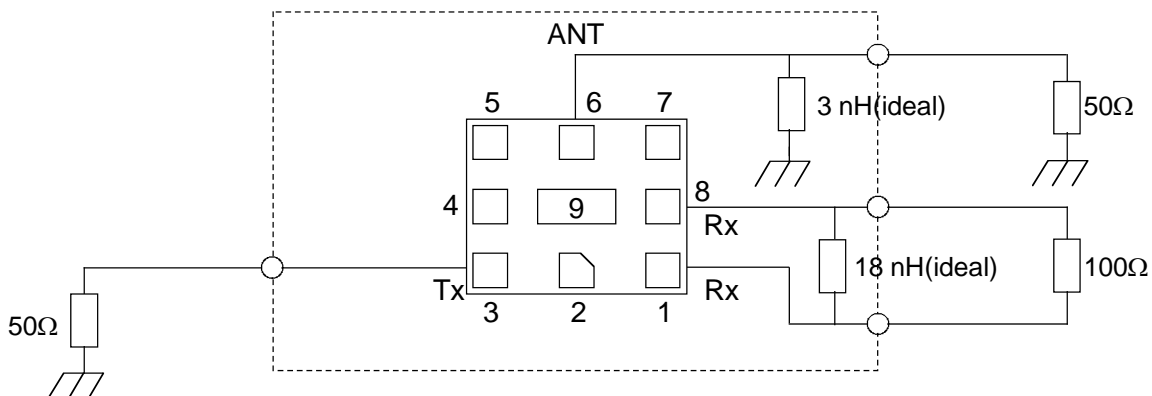 ANT
5 6 7
3 nH(ideal)
50Ω
4 9 8
Rx
18 nH(ideal)
100Ω
Tx
Rx
3 2 1
50Ω